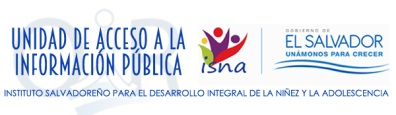 UNIDAD DE ACCESO A LA
INFORMACIÓN PÚBLICA
isna
GOBIERNO DE
EL SALVADOR
UNÁMONOS PARA CRECER
INSTITUTO SALVADOREÑO PARA EL DESARROLLO INTEGRAL DE LA NIÑEZ Y LA ADOLESCENCIA